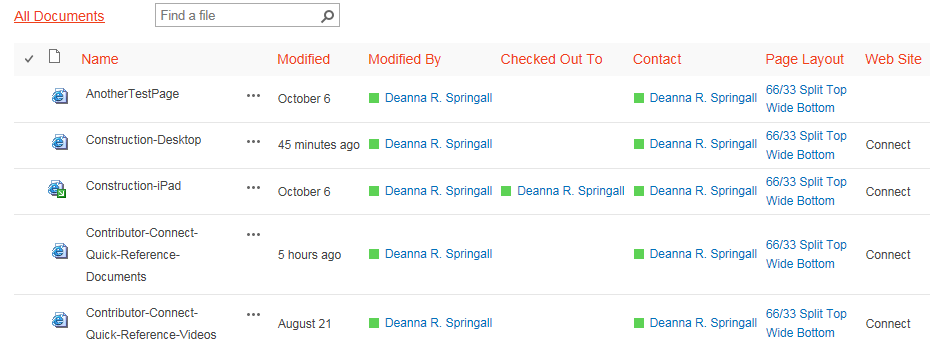 All Documents Find a file
Name Modified Modified By Checked Out To Contact Page Layout Web Site
AnotherTestPage ... October 6 Deanna R. Springall Deanna R. Springall 66/33 Split Top
Wide Bottom
Construction-Desktop ... 45 minutes ago Deanna R. Springall Deanna R. Springall 66/33 Split Top
Wide Bottom Connect
Construction-iPad ... October 6 Deanna R. Springall Deanna R. Springall Deanna R. Springall 66/33 Split Top
Wide Bottom Connect
Contributor-Connect-
Quick-Reference-
Documents ... 5 hours ago Deanna R. Springall Deanna R. Springall 66/33 Split Top
Wide Bottom Connect
Contributor-Connect-
Quick-Reference-Videos ... August 21 Deanna R. Springall Deanna R. Springall 66/33 Split Top
Wide Bottom Connect